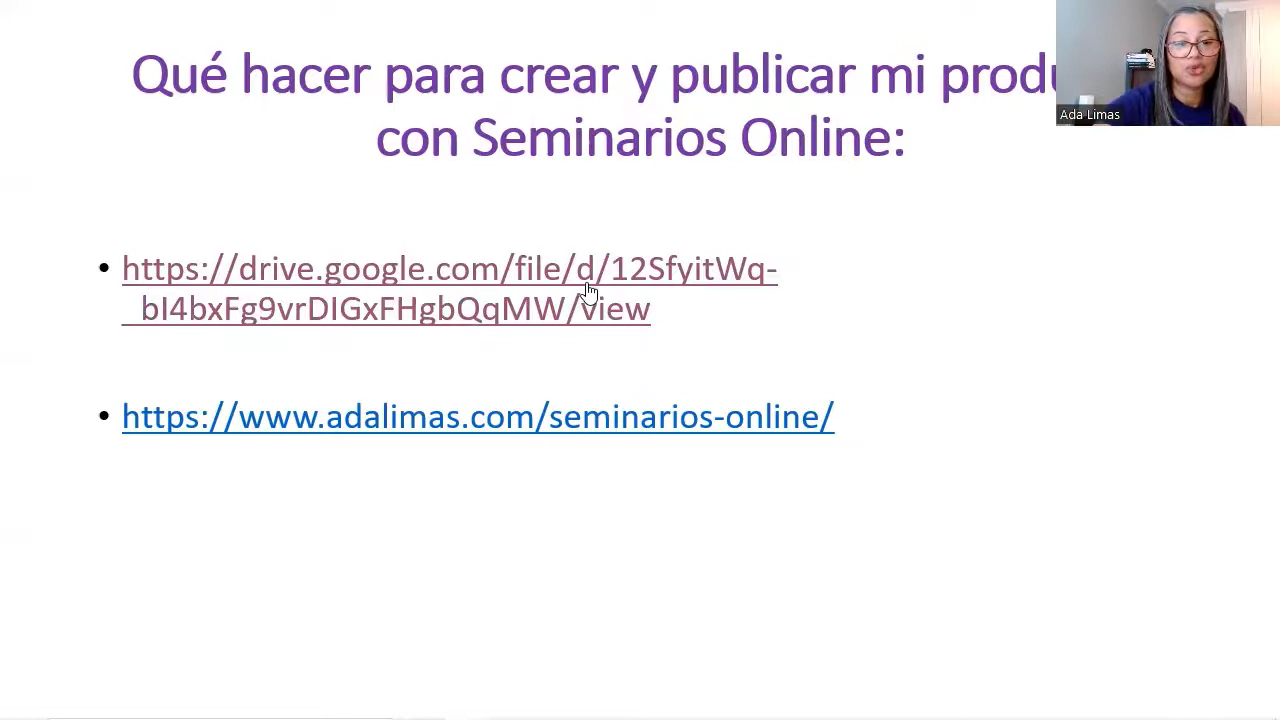 Qué hacer para crear y publicar mi produ
con Seminarios Online:
Ada Limas
• https://drive.google.com/file/d/12SfyitWq-
_bI4bxFg9vrDIGxFHgbQqMW/view
• https://www.adalimas.com/seminarios-online/